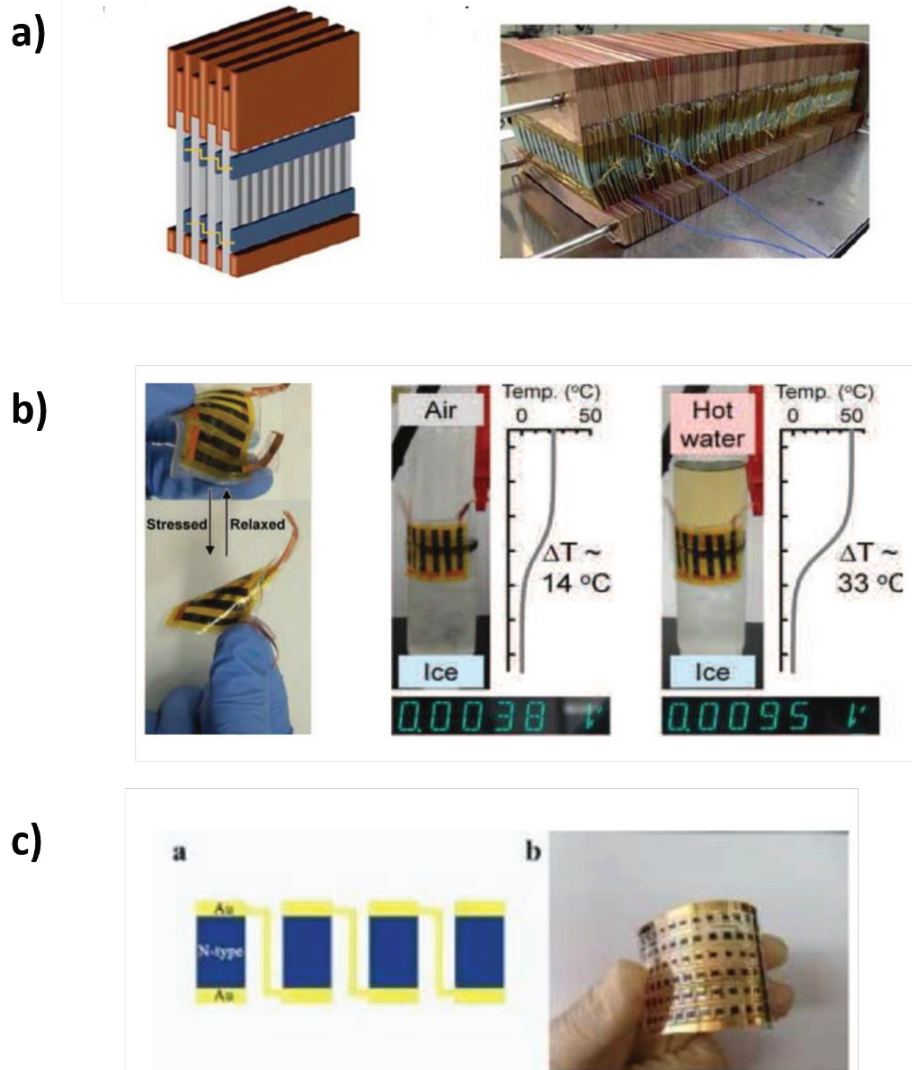 a)
b)
Stressed
Relaxed
Air
Ice
Temp. (°C)
0 50
ΔT ~
14 °C
0.0038 V
Hot
water
Ice
Temp. (°C)
0 50
ΔT ~
33 °C
0.0095 V
c)
a
b
Au
N-type
Au